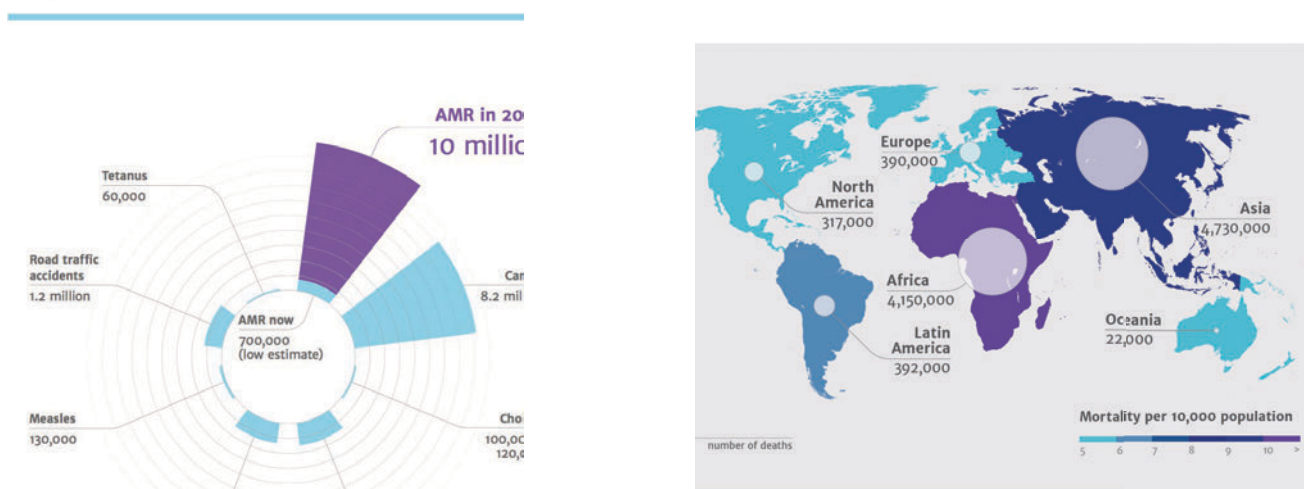 AMR in 20
10 millio
Tetanus
60,000
Road traffic
accidents
1.2 million
Can
8.2 mil
AMR now
700,000
(low estimate)
Measles
130,000
Cho
100,00
120,0
Europe
390,000
North
America
317,000
Asia
4,730,000
Africa
4,150,000
Latin
America
392,000
Oceania
22,000
Mortality per 10,000 population
number of deaths
5 6 7 8 9 10 >